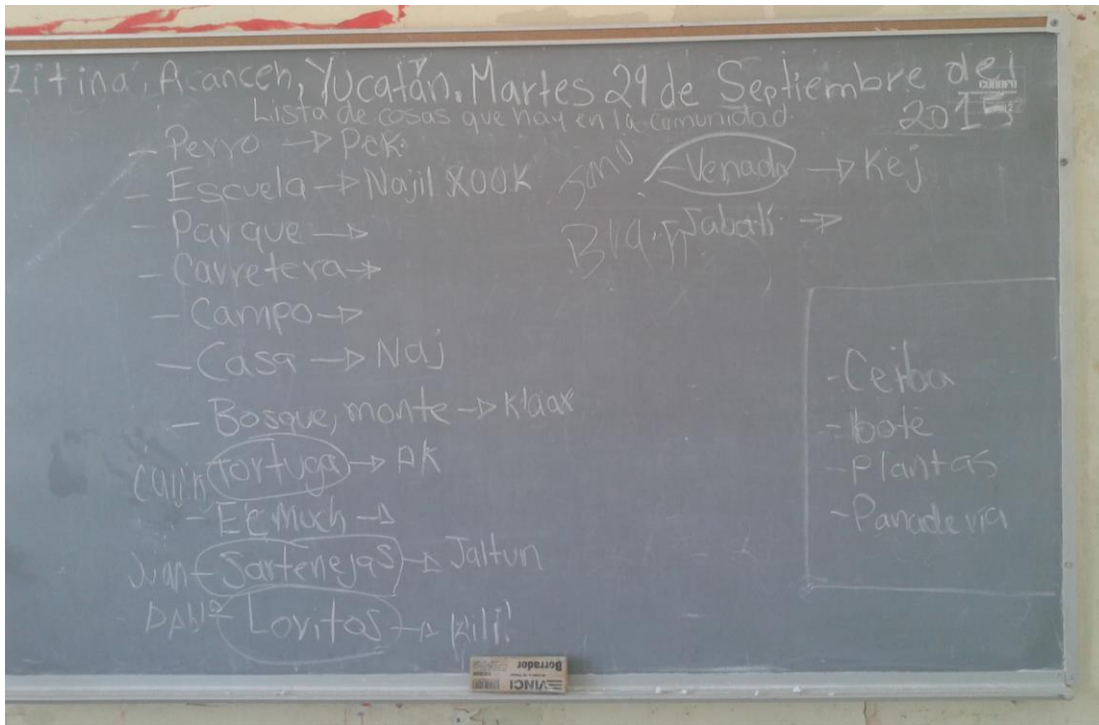 Zitina', Acanceh, Yucatán. Martes 29 de Septiembre del
2015
Lista de cosas que hay en la comunidad.
- Perro → Pek
- Escuela → Najil XOOK
- Parque →
- Carretera →
- Campo →
- Casa → Naj
- Bosque, monte → K'aax
Tortuga → AK
- EK Much →
Juan - Sartenejas → Jaltun
- Loritos → Kili'
- Venado → Kej
Jabalí →
- Ceiba
- bote
- Plantas
- Panadería
VINCI
Borrador